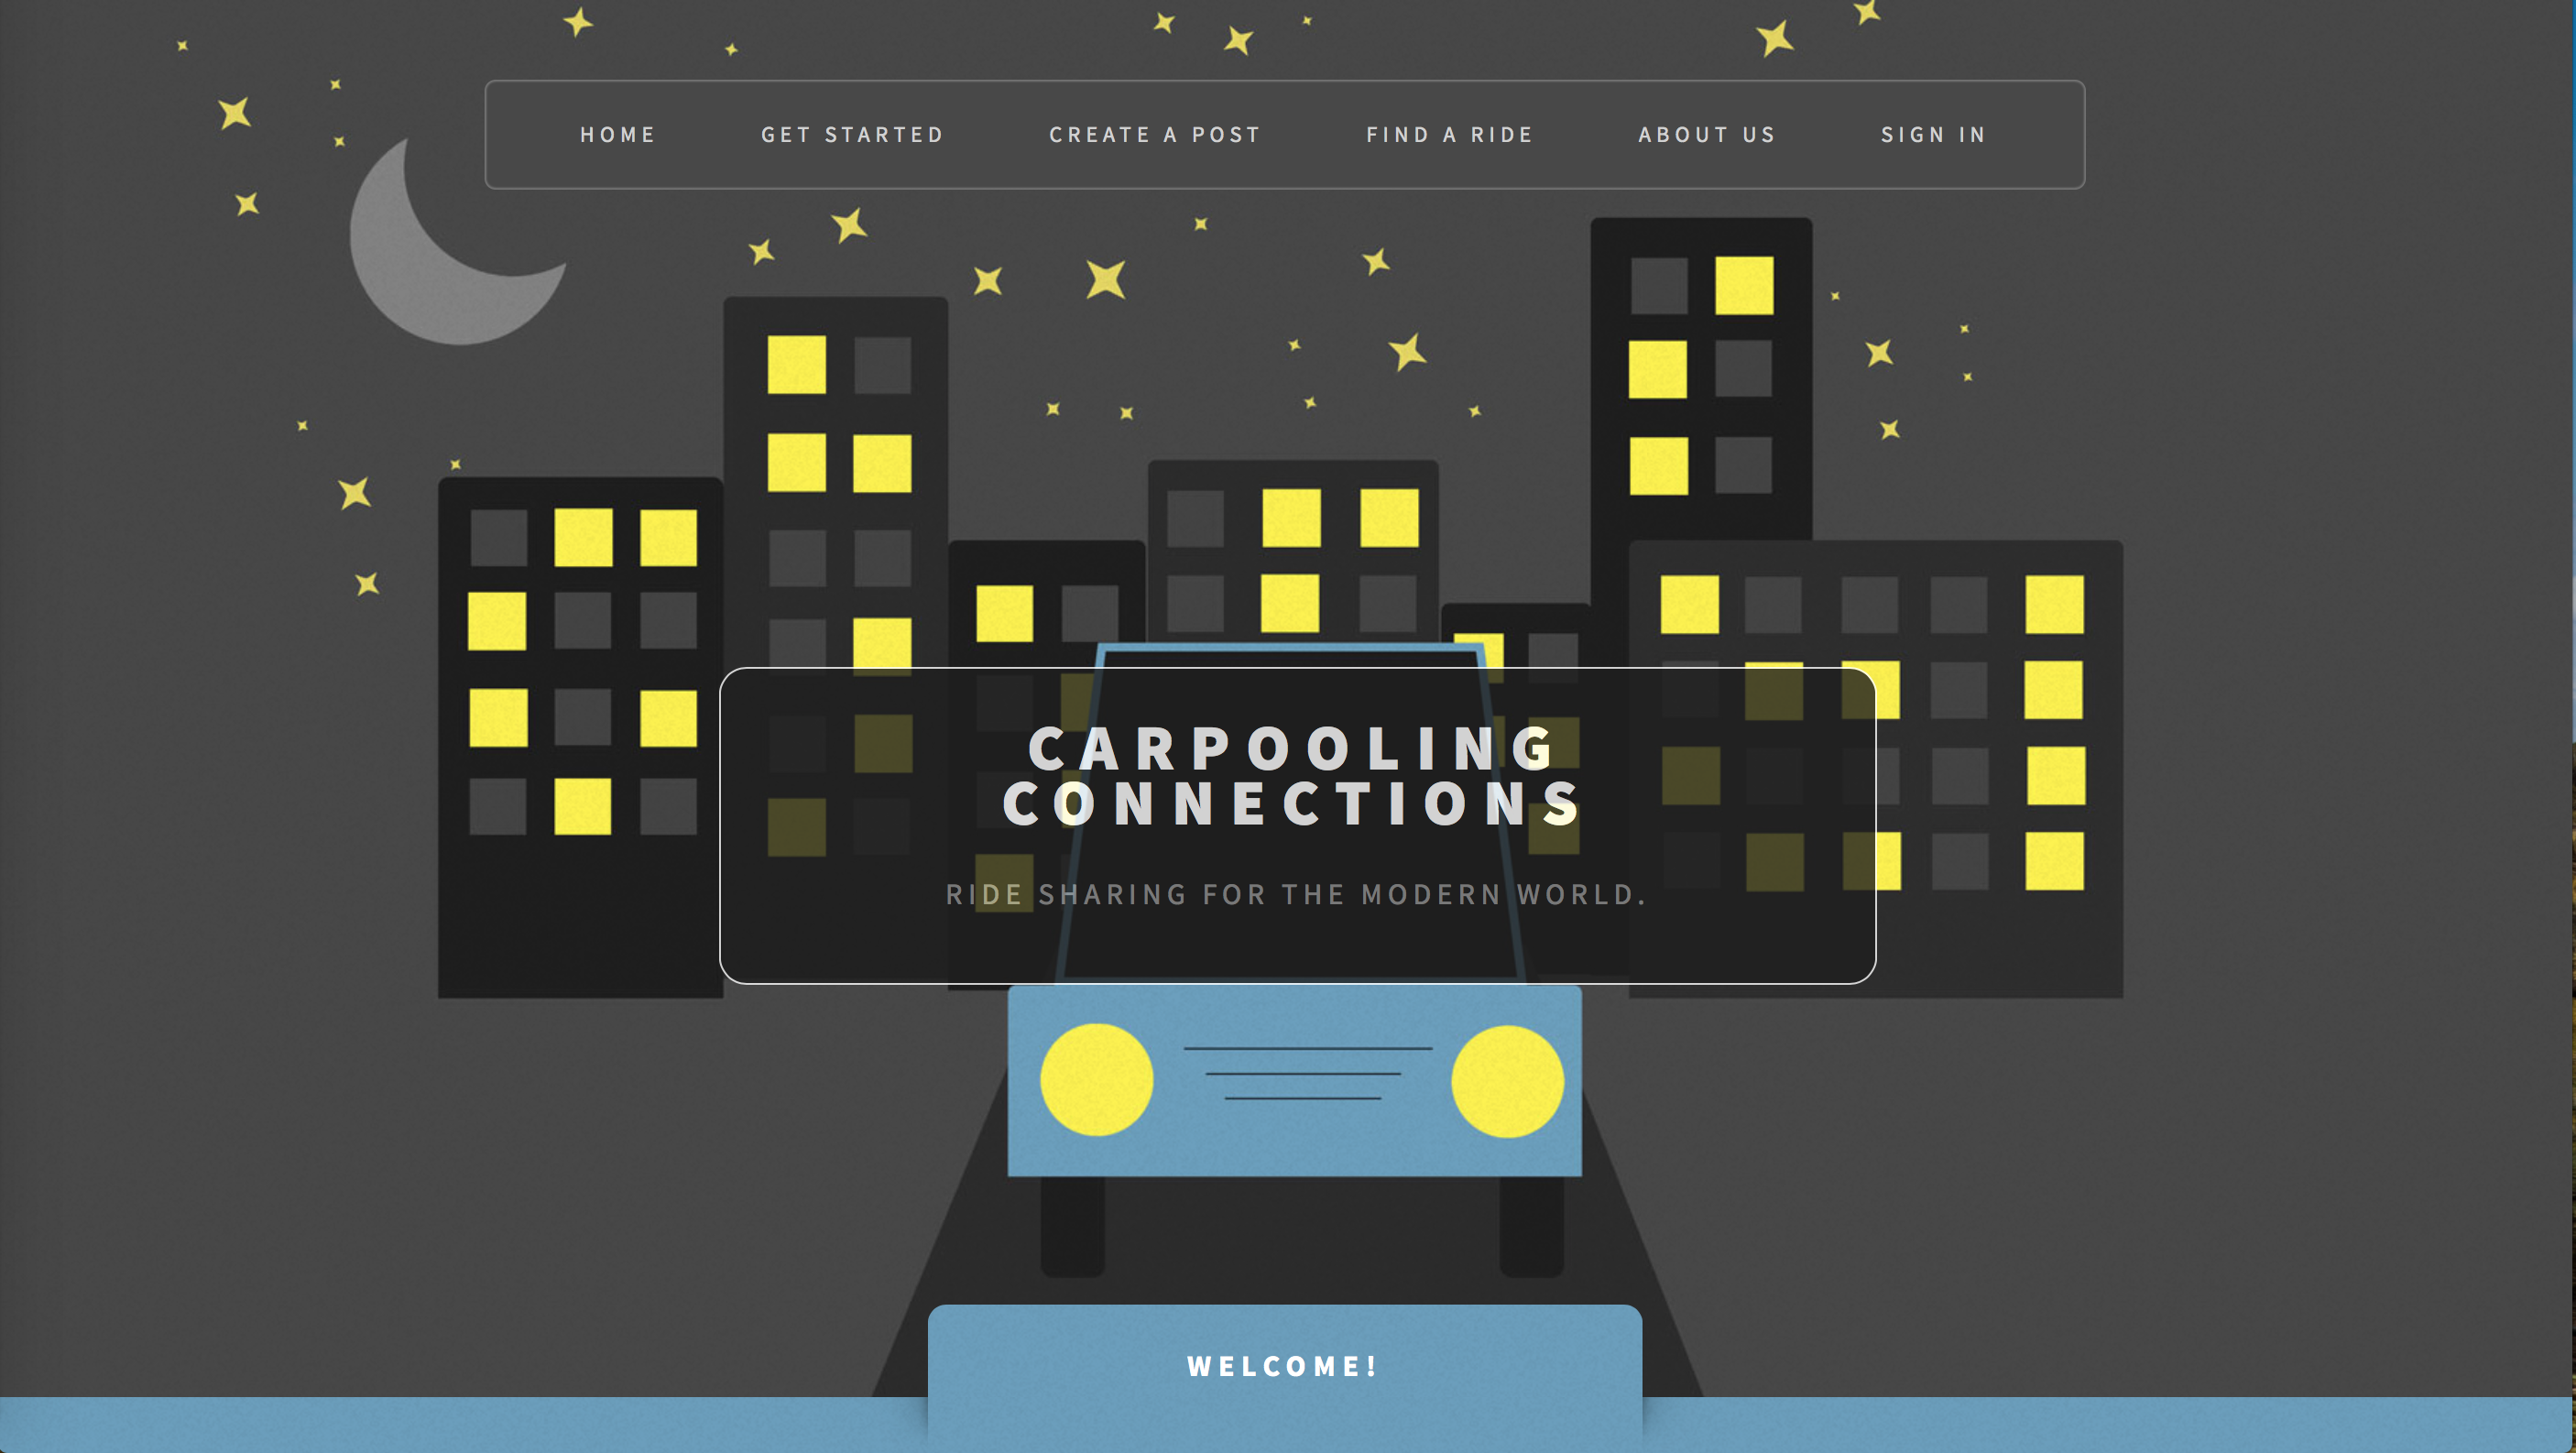 HOME GET STARTED CREATE A POST FIND A RIDE ABOUT US SIGN IN
CARPOOLING
CONNECTIONS
RIDE SHARING FOR THE MODERN WORLD.
WELCOME!